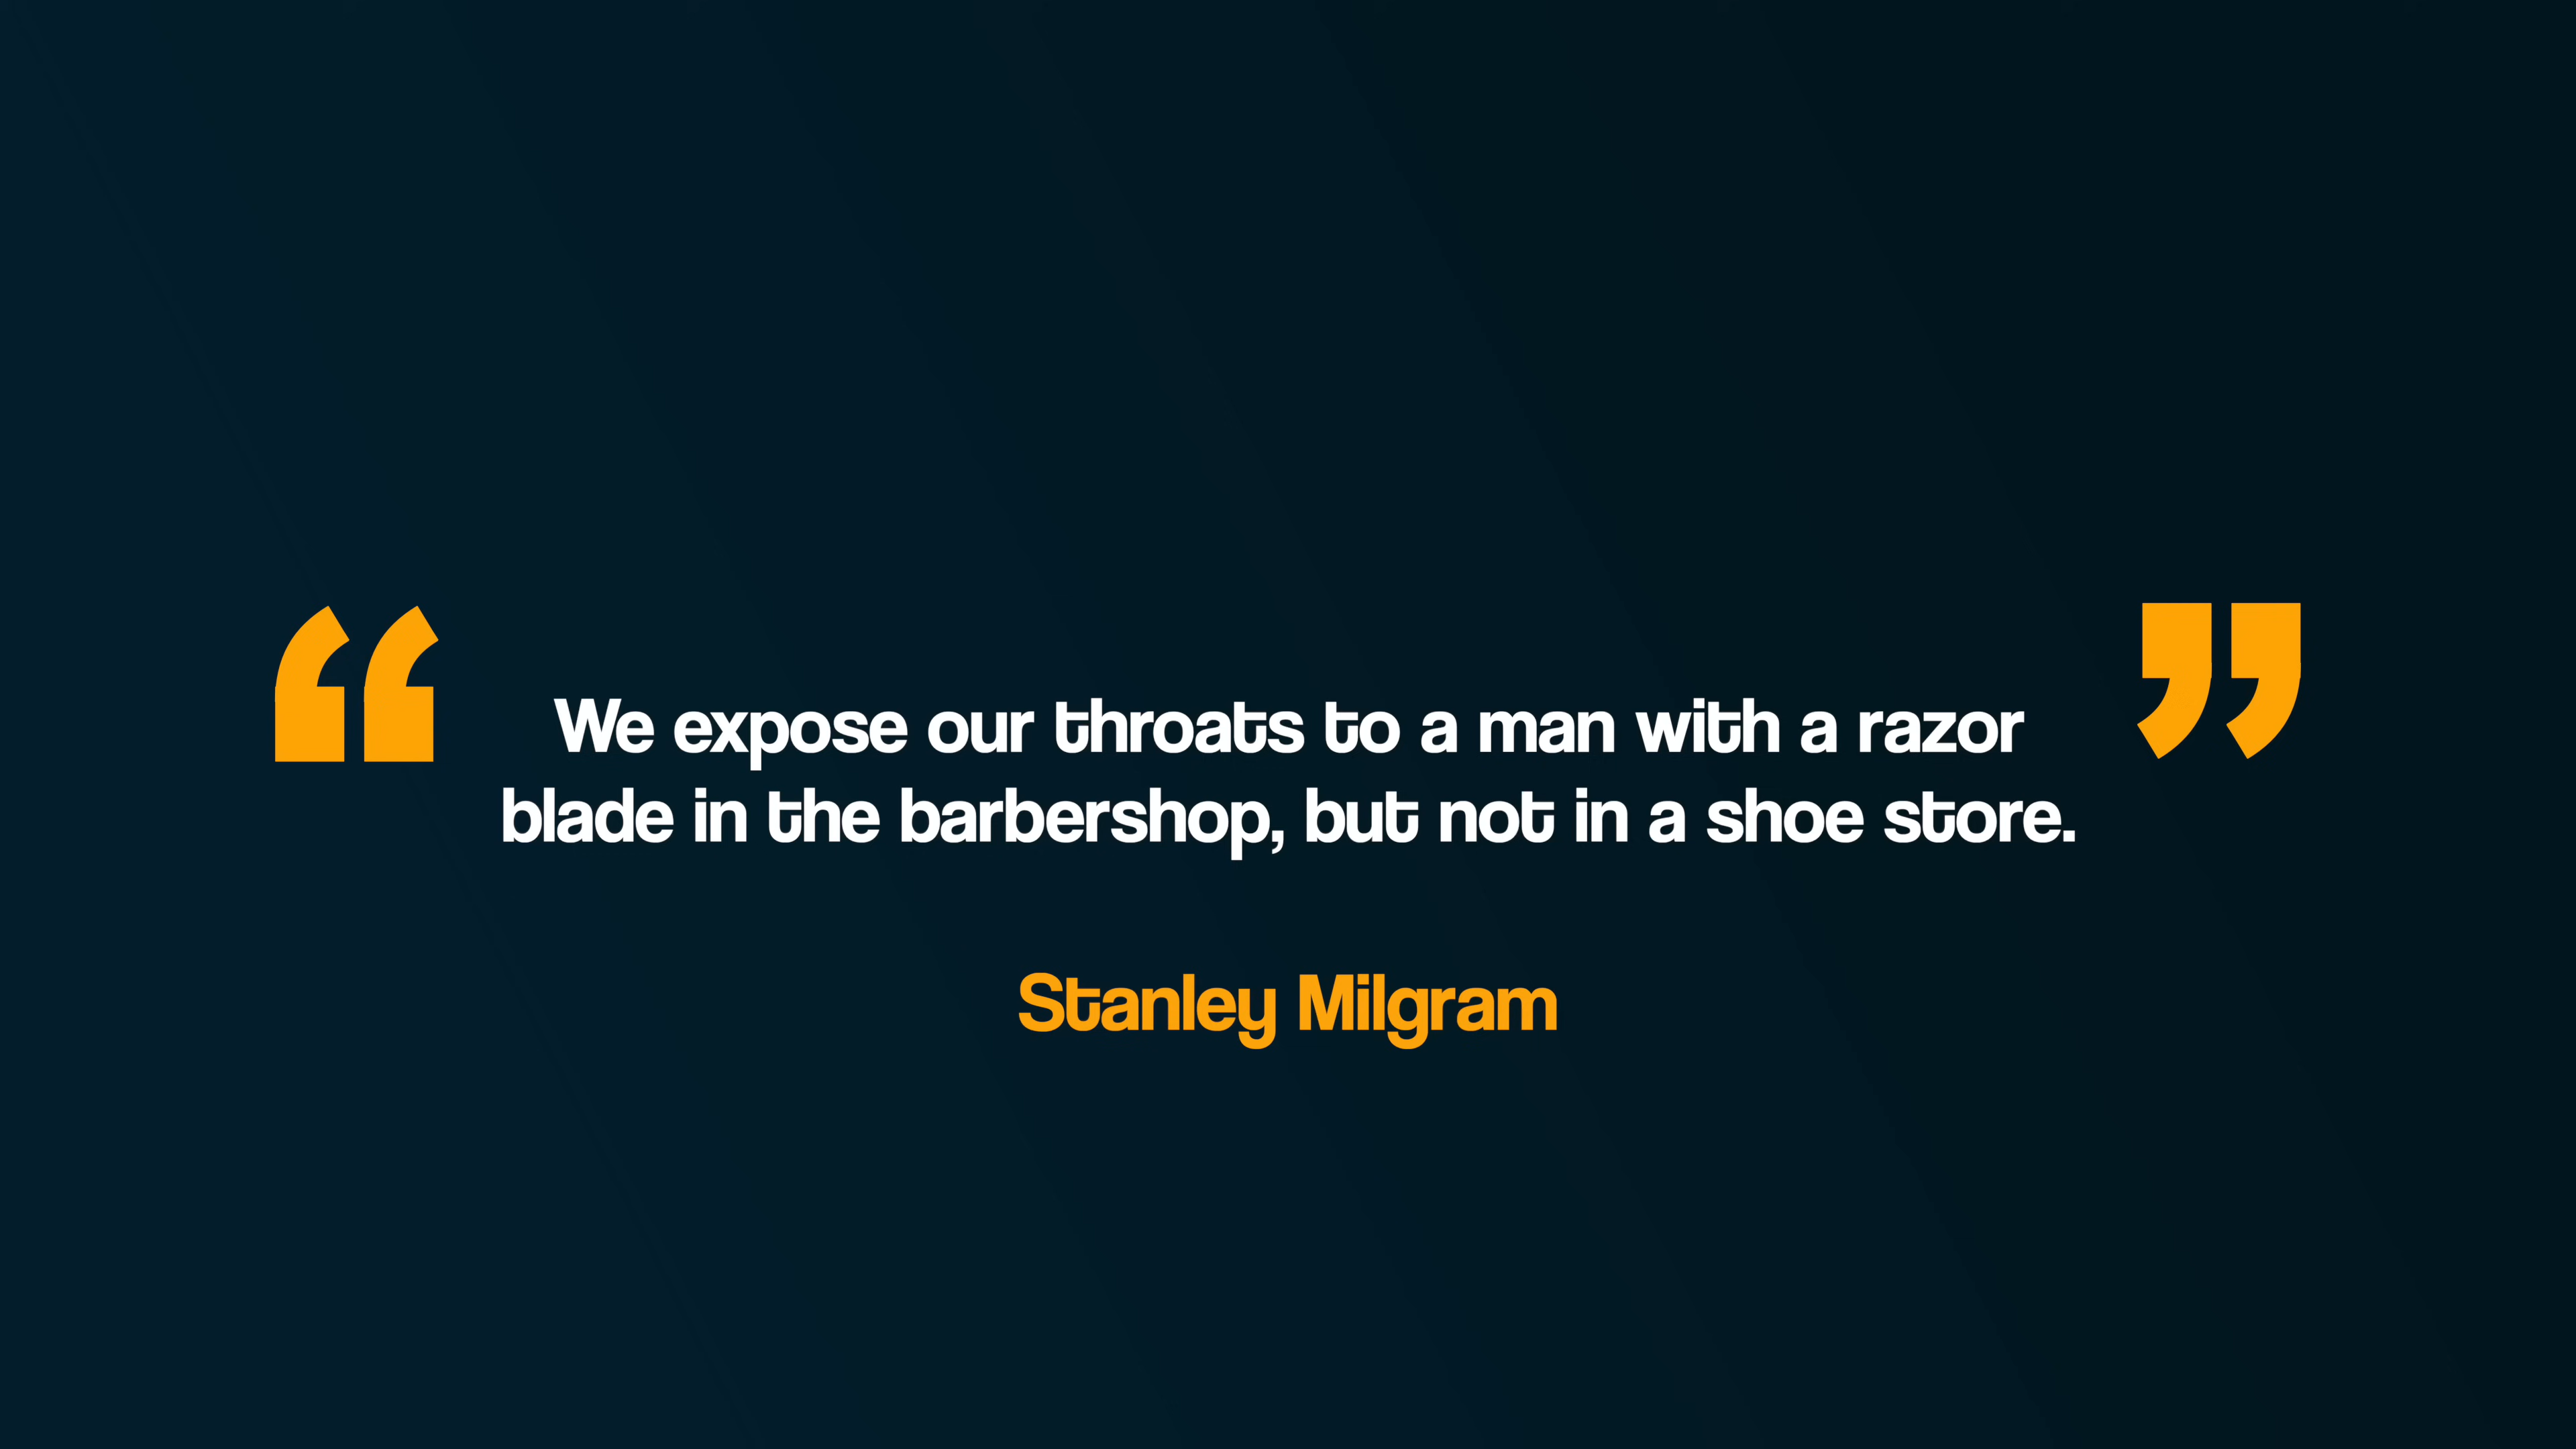 “We expose our throats to a man with a razor”
blade in the barbershop, but not in a shoe store.
Stanley Milgram